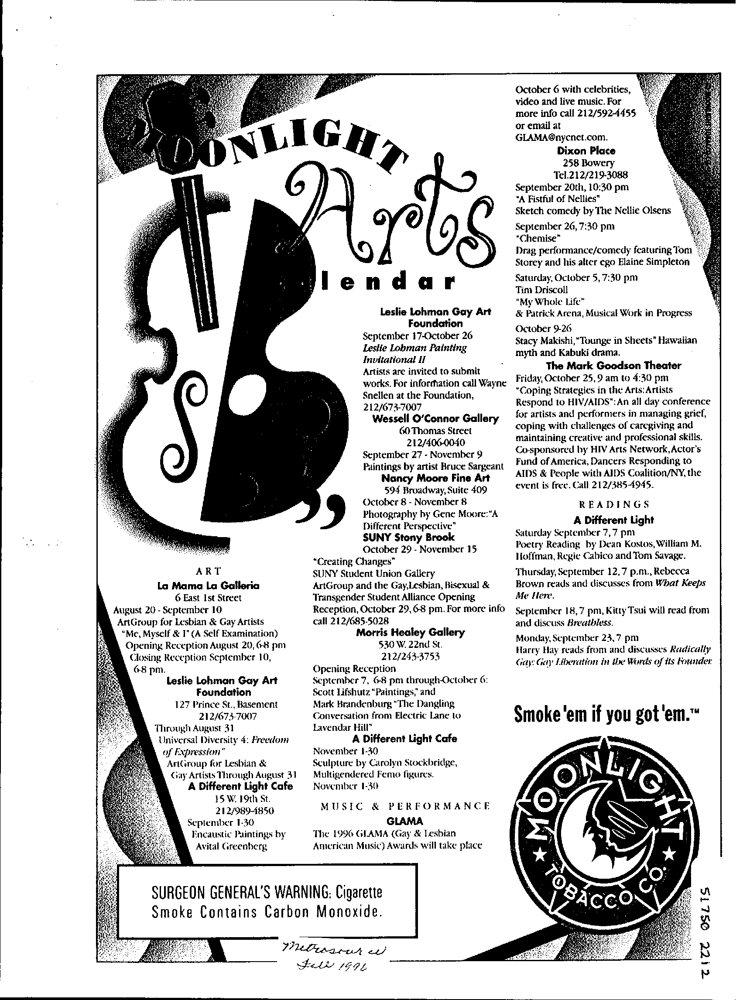 MOONLIGHT
Arts
lendar
ART
La Mama La Galleria
6 East 1st Street
August 20 - September 10
ArtGroup for Lesbian & Gay Artists
"Me, Myself & I" (A Self Examination)
Opening Reception August 20, 6-8 pm
Closing Reception September 10,
6-8 pm.
Leslie Lohman Gay Art
Foundation
127 Prince St., Basement
212/673-7007
Through August 31
Universal Diversity 4: Freedom
of Expression"
ArtGroup for Lesbian &
Gay Artists Through August 31
A Different Light Cafe
15 W. 19th St.
212/989-4850
September 1-30
Encaustic Paintings by
Avital Greenberg
Leslie Lohman Gay Art
Foundation
September 17-October 26
Leslie Lohman Painting
Invitational II
Artists are invited to submit
works. For information call Wayne
Snellen at the Foundation,
212/673-7007
Wessell O'Connor Gallery
60 Thomas Street
212/406-0040
September 27 - November 9
Paintings by artist Bruce Sargeant
Nancy Moore Fine Art
594 Broadway, Suite 409
October 8 - November 8
Photography by Gene Moore: "A
Different Perspective"
SUNY Stony Brook
October 29 - November 15
"Creating Changes"
SUNY Student Union Gallery
ArtGroup and the Gay, Lesbian, Bisexual &
Transgender Student Alliance Opening
Reception, October 29, 6-8 pm. For more info
call 212/685-5028
Morris Healey Gallery
530 W. 22nd St.
212/243-3753
Opening Reception
September 7, 6-8 pm through-October 6:
Scott Lifshutz "Paintings," and
Mark Brandenburg "The Dangling
Conversation from Electric Lane to
Lavendar Hill"
A Different Light Cafe
November 1-30
Sculpture by Carolyn Stockbridge,
Multigendered Femo figures.
November 1-30
MUSIC & PERFORMANCE
GLAMA
The 1996 GLAMA (Gay & Lesbian
American Music) Awards will take place
October 6 with celebrities,
video and live music. For
more info call 212/592-4455
or email at
GLAMA@nycnet.com.
Dixon Place
258 Bowery
Tel.212/219-3088
September 20th, 10:30 pm
"A Fistful of Nellies"
Sketch comedy by The Nellie Olsens
September 26, 7:30 pm
"Chemise"
Drag performance/comedy featuring Tom
Storey and his alter ego Elaine Simpleton
Saturday, October 5, 7:30 pm
Tim Driscoll
"My Whole Life"
& Patrick Arena, Musical Work in Progress
October 9-26
Stacy Makishi, "Tounge in Sheets" Hawaiian
myth and Kabuki drama.
The Mark Goodson Theater
Friday, October 25, 9 am to 4:30 pm
"Coping Strategies in the Arts: Artists
Respond to HIV/AIDS": An all day conference
for artists and performers in managing grief,
coping with challenges of caregiving and
maintaining creative and professional skills.
Co-sponsored by HIV Arts Network, Actor's
Fund of America, Dancers Responding to
AIDS & People with AIDS Coalition/NY, the
event is free. Call 212/385-4945.
READINGS
A Different Light
Saturday September 7, 7 pm
Poetry Reading by Dean Kostos, William M.
Hoffman, Regie Cabico and Tom Savage.
Thursday, September 12, 7 p.m., Rebecca
Brown reads and discusses from What Keeps
Me Here.
September 18, 7 pm, Kitty Tsui will read from
and discuss Breathless.
Monday, September 23, 7 pm
Harry Hay reads from and discusses Radically
Gay: Gay Liberation in the Words of its Founder.
Smoke 'em if you got 'em.™
MOONLIGHT
TOBACCO CO.
SURGEON GENERAL'S WARNING: Cigarette
Smoke Contains Carbon Monoxide.
Metrosource
Fall 1996
51750 2212